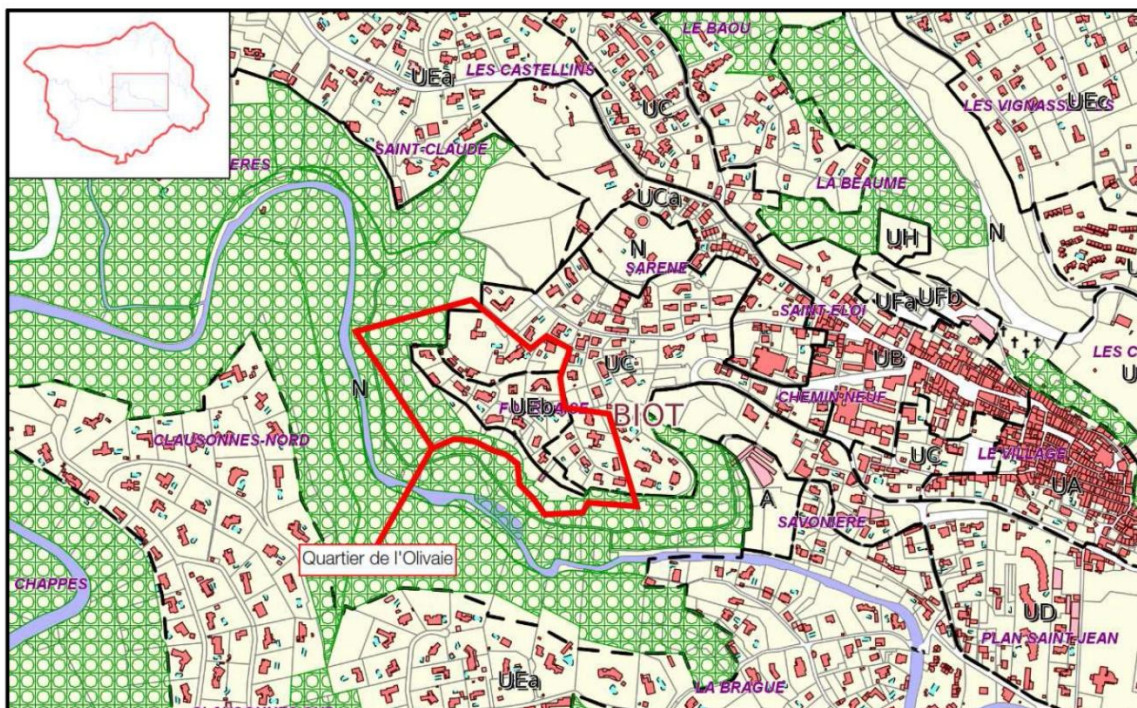 LE BAOU
UEa
LES CASTELLINS
UC
LES VIGNASSES
UEc
SAINT-CLAUDE
ERES
LA BEAUME
UCa
UH
N
N
SARENE
UFa
UFb
SAINT-ELOI
LES C
U
UC
UB
N
UEb
BIOT
CHEMIN NEUF
CLAUSONNES-NORD
UC
LE VILLAGE
UA
A
SAVONIERE
Quartier de l'Olivaie
CHAPPES
UD
PLAN SAINT-JEAN
UEa
LA BRAGUE